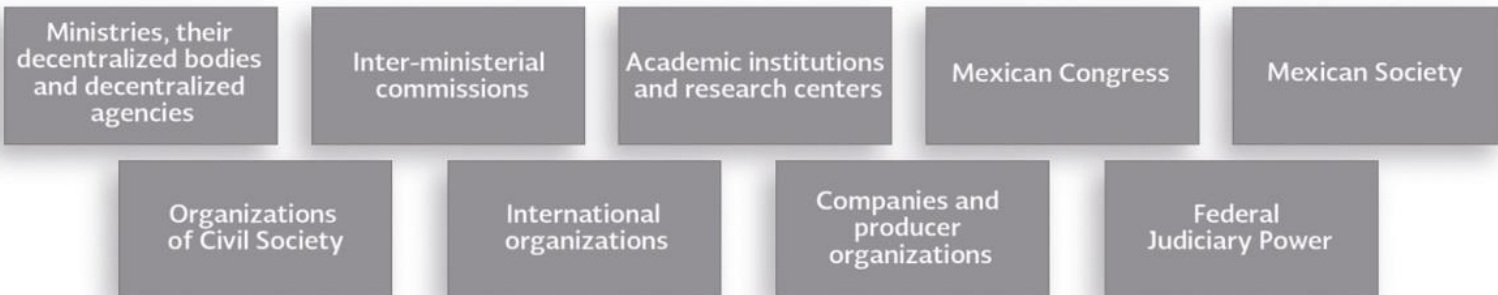 Ministries, their
decentralized bodies
and decentralized
agencies
Inter-ministerial
commissions
Academic institutions
and research centers
Mexican Congress
Mexican Society
Organizations
of Civil Society
International
organizations
Companies and
producer
organizations
Federal
Judiciary Power